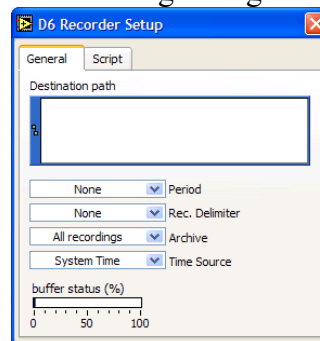 D6 Recorder Setup
General Script
Destination path
None Period
None Rec. Delimiter
All recordings Archive
System Time Time Source
buffer status (%)
0 50 100